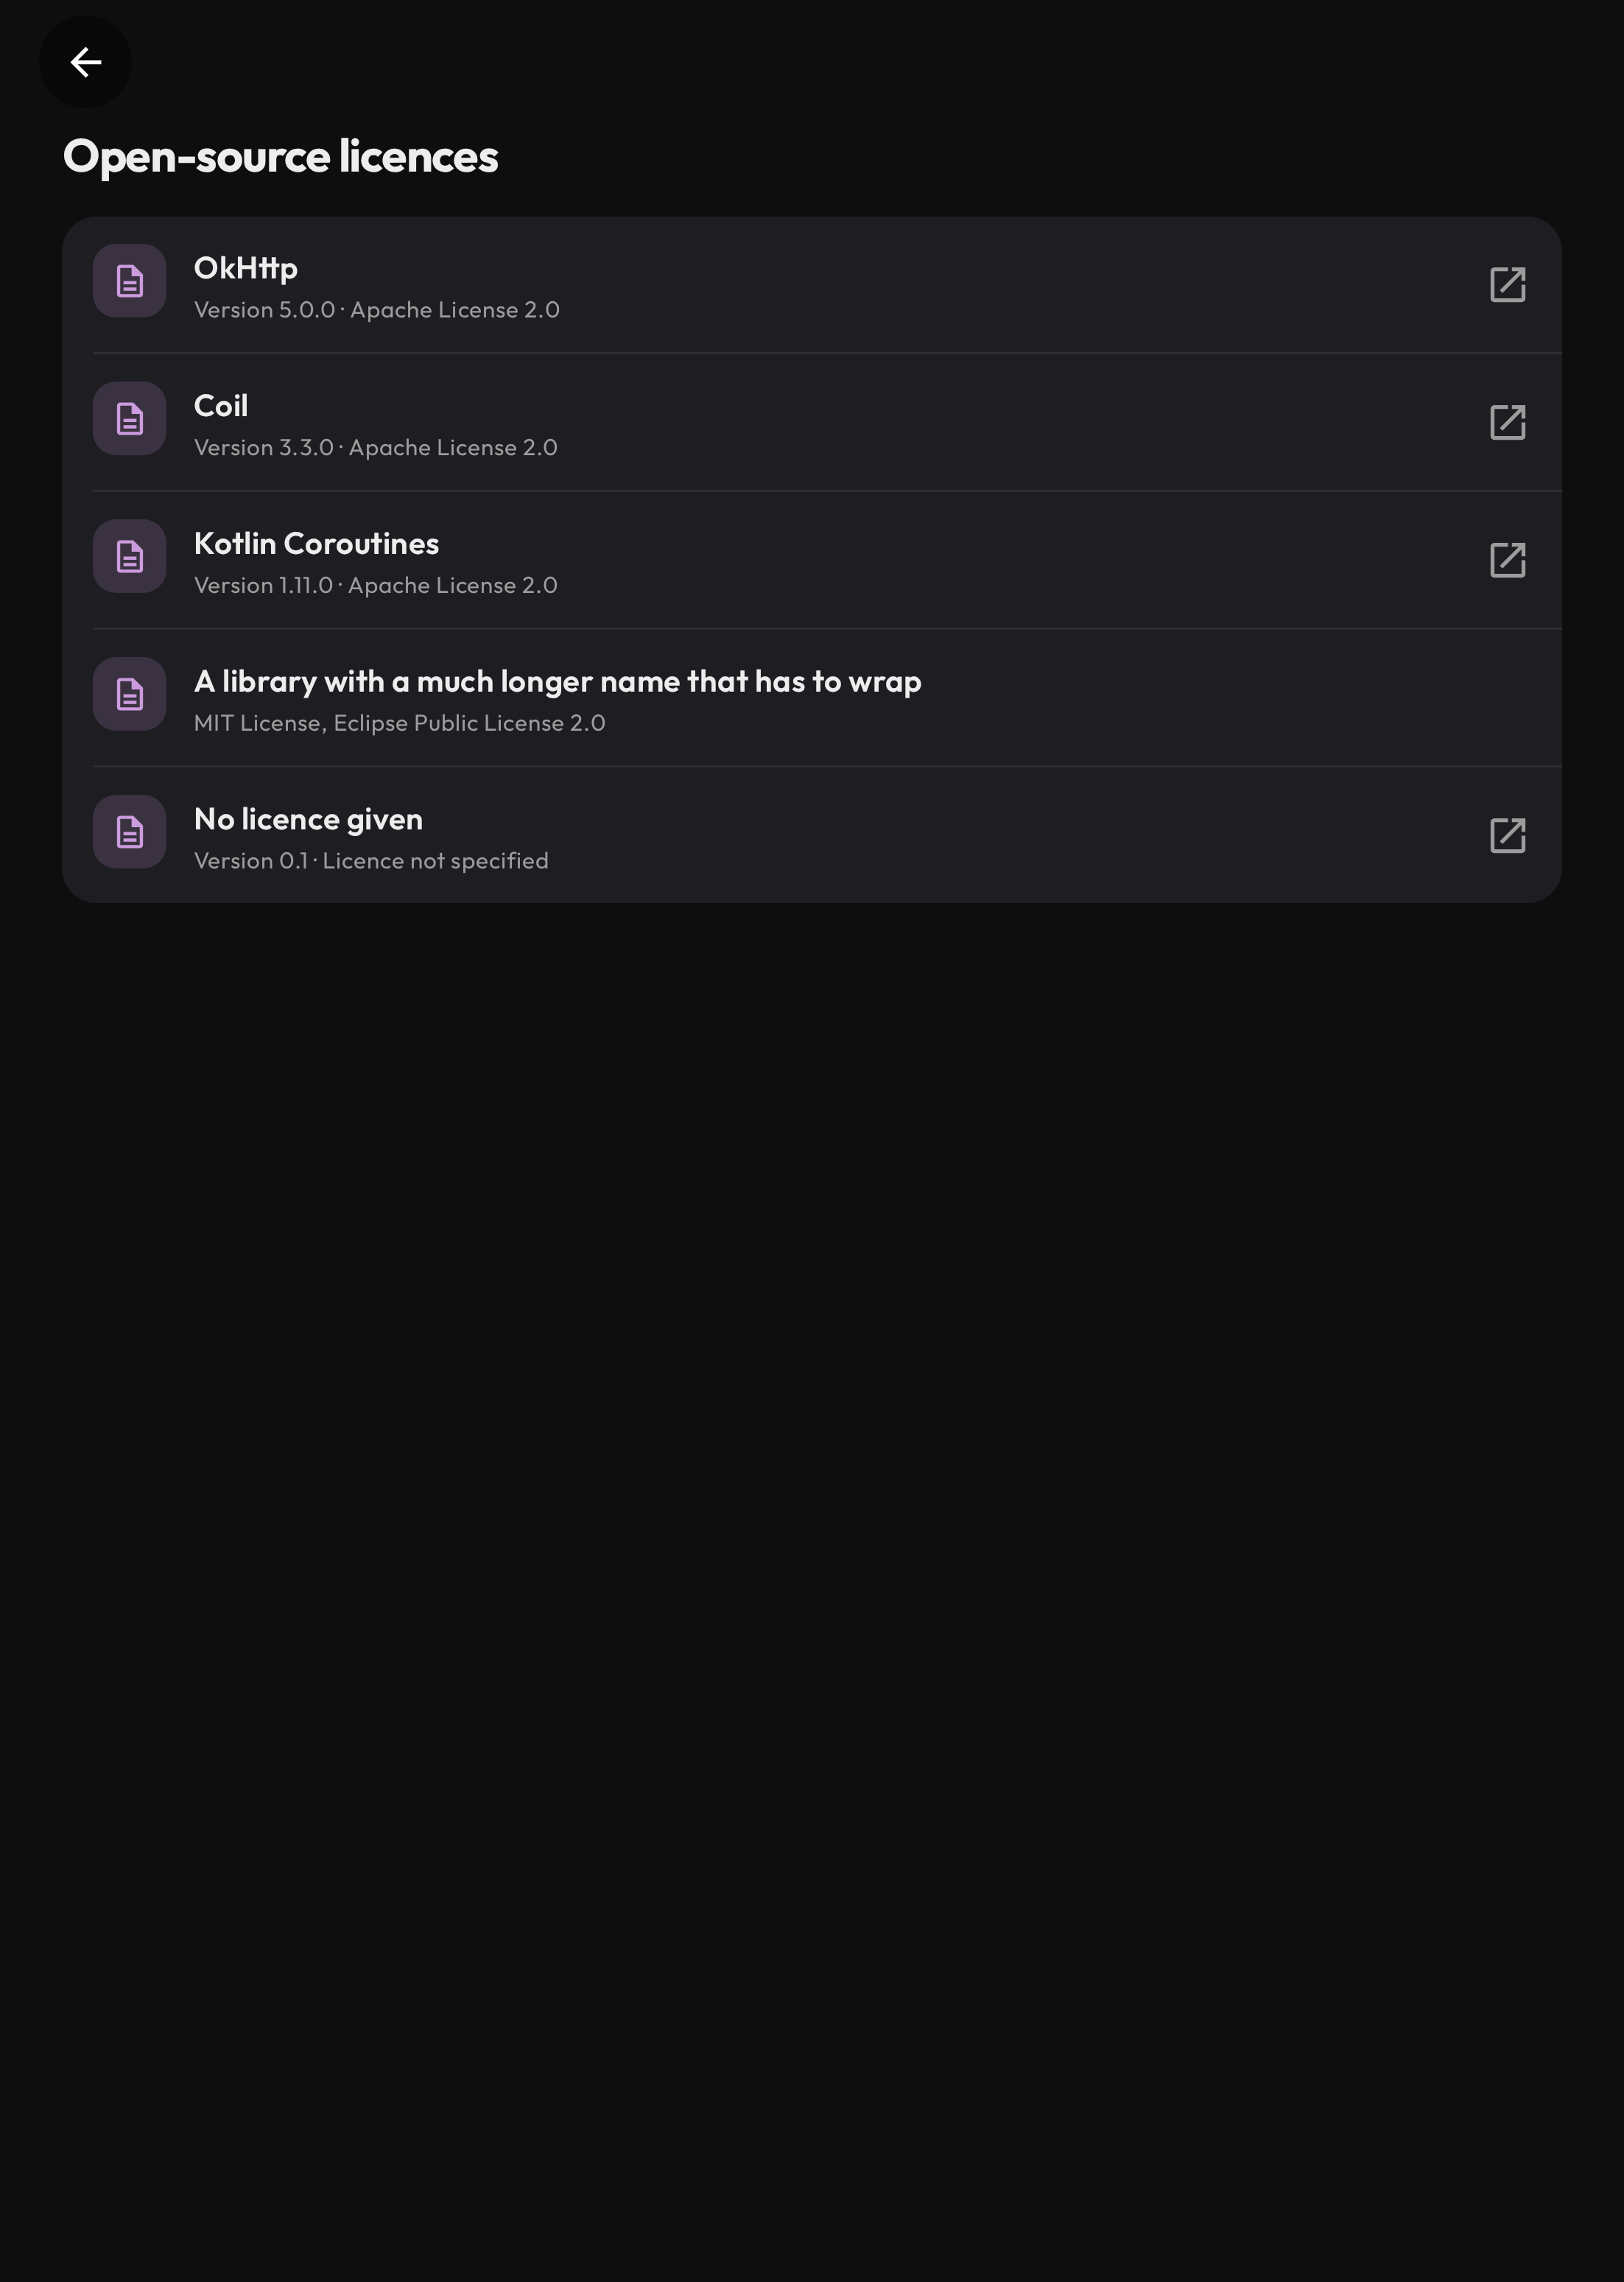 Open-source licences
OkHttp
Version 5.0.0 · Apache License 2.0
Coil
Version 3.3.0 · Apache License 2.0
Kotlin Coroutines
Version 1.11.0 · Apache License 2.0
A library with a much longer name that has to wrap
MIT License, Eclipse Public License 2.0
No licence given
Version 0.1 · Licence not specified